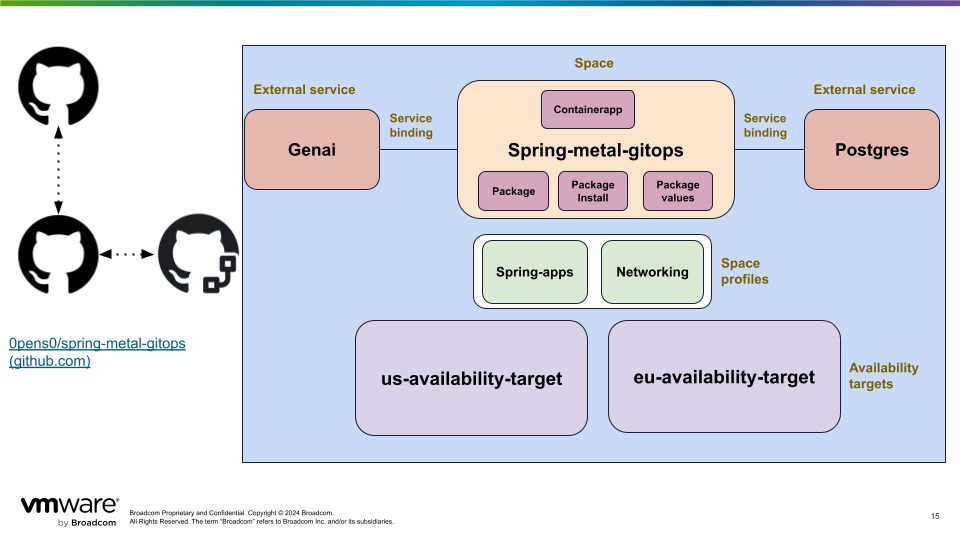 Space
External service
External service
Containerapp
Service
binding
Service
binding
Genai
Spring-metal-gitops
Postgres
Package
Package
Install
Package
values
Spring-apps
Networking
Space
profiles
0pens0/spring-metal-gitops
(github.com)
us-availability-target
eu-availability-target
Availability
targets
vmware®
by Broadcom
Broadcom Proprietary and Confidential. Copyright © 2024 Broadcom.
All Rights Reserved. The term “Broadcom” refers to Broadcom Inc. and/or its subsidiaries.
15